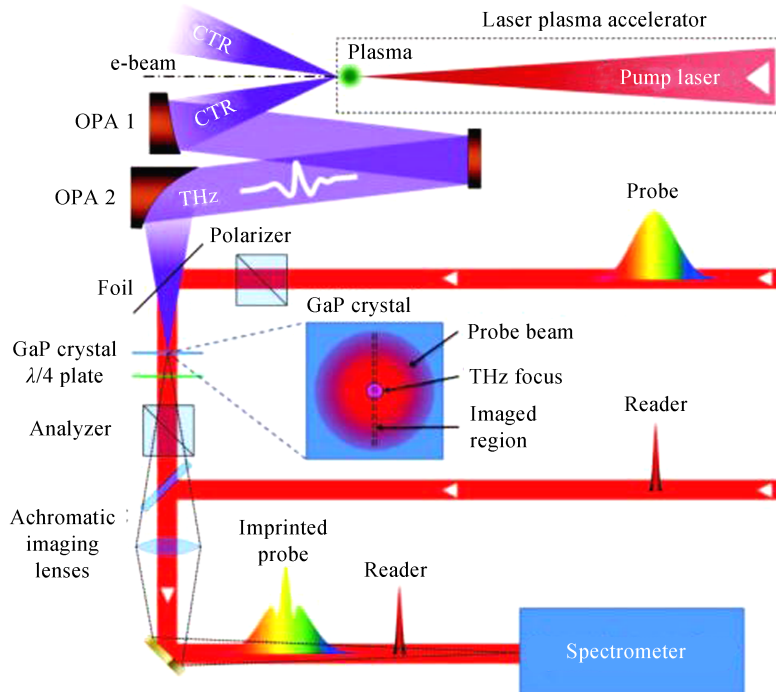 Laser plasma accelerator
CTR
Plasma
e-beam
Pump laser
OPA 1
CTR
OPA 2
THz
Probe
Polarizer
Foil
GaP crystal
GaP crystal
λ/4 plate
Probe beam
THz focus
Analyzer
Imaged
region
Reader
Achromatic
imaging
lenses
Imprinted
probe
Reader
Spectrometer